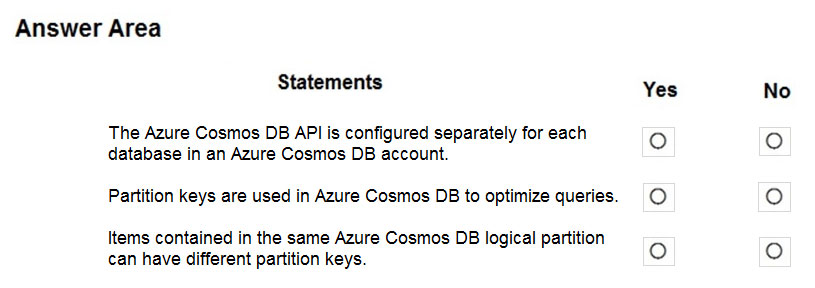 Answer Area
Statements
Yes
No
The Azure Cosmos DB API is configured separately for each
database in an Azure Cosmos DB account.
Partition keys are used in Azure Cosmos DB to optimize queries.
Items contained in the same Azure Cosmos DB logical partition
can have different partition keys.